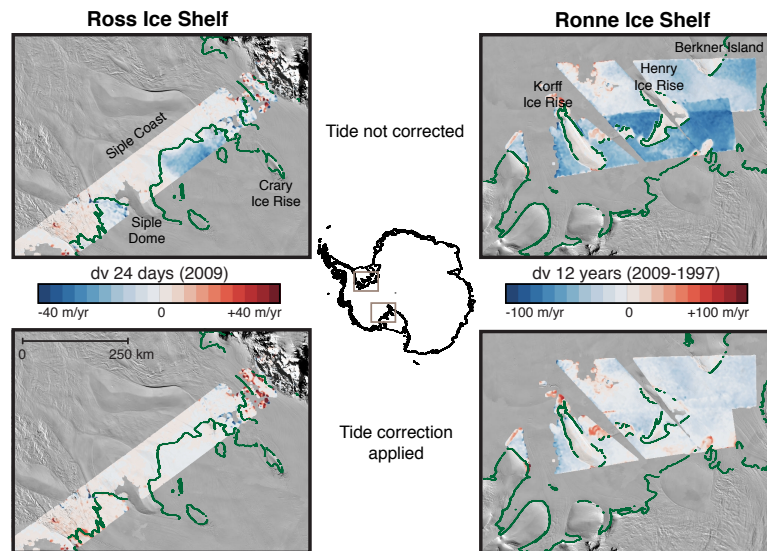 Ross Ice Shelf
Ronne Ice Shelf
Siple Coast
Siple
Dome
Crary
Ice Rise
Tide not corrected
Berkner Island
Korff
Ice Rise
Henry
Ice Rise
dv 24 days (2009)
-40 m/yr
0
+40 m/yr
dv 12 years (2009-1997)
-100 m/yr
0
+100 m/yr
0
250 km
Tide correction
applied